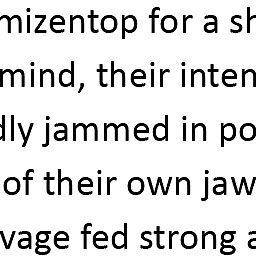 mizentop for a sh
mind, their inten
dly jammed in po
of their own jaw
vage fed strong a